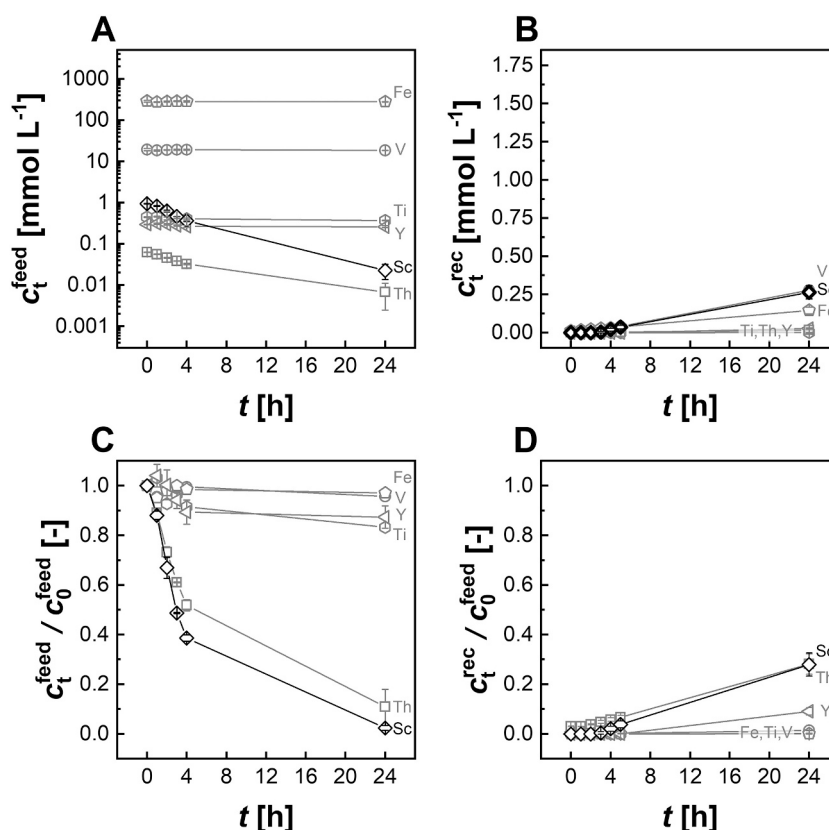 A
c_t^feed [mmol L^-1]
1000
100
10
1
0.1
0.01
0.001
Fe
V
Ti
Y
Sc
Th
0 4 8 12 16 20 24
t [h]
B
c_t^rec [mmol L^-1]
1.75
1.50
1.25
1.00
0.75
0.50
0.25
0.00
V
Sc
Fe
Ti,Th,Y
0 4 8 12 16 20 24
t [h]
C
c_t^feed / c_0^feed [-]
1.0
0.8
0.6
0.4
0.2
0.0
Fe
V
Y
Ti
Th
Sc
0 4 8 12 16 20 24
t [h]
D
c_t^rec / c_0^feed [-]
1.0
0.8
0.6
0.4
0.2
0.0
Sc
Th
Y
Fe,Ti,V
0 4 8 12 16 20 24
t [h]